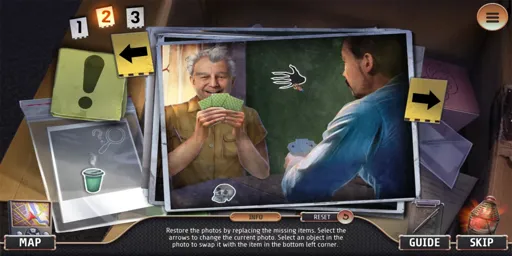 1 2 3
INFO
RESET
Restore the photos by replacing the missing items. Select the
arrows to change the current photo. Select an object in the
photo to swap it with the item in the bottom left corner.
MAP
GUIDE
SKIP